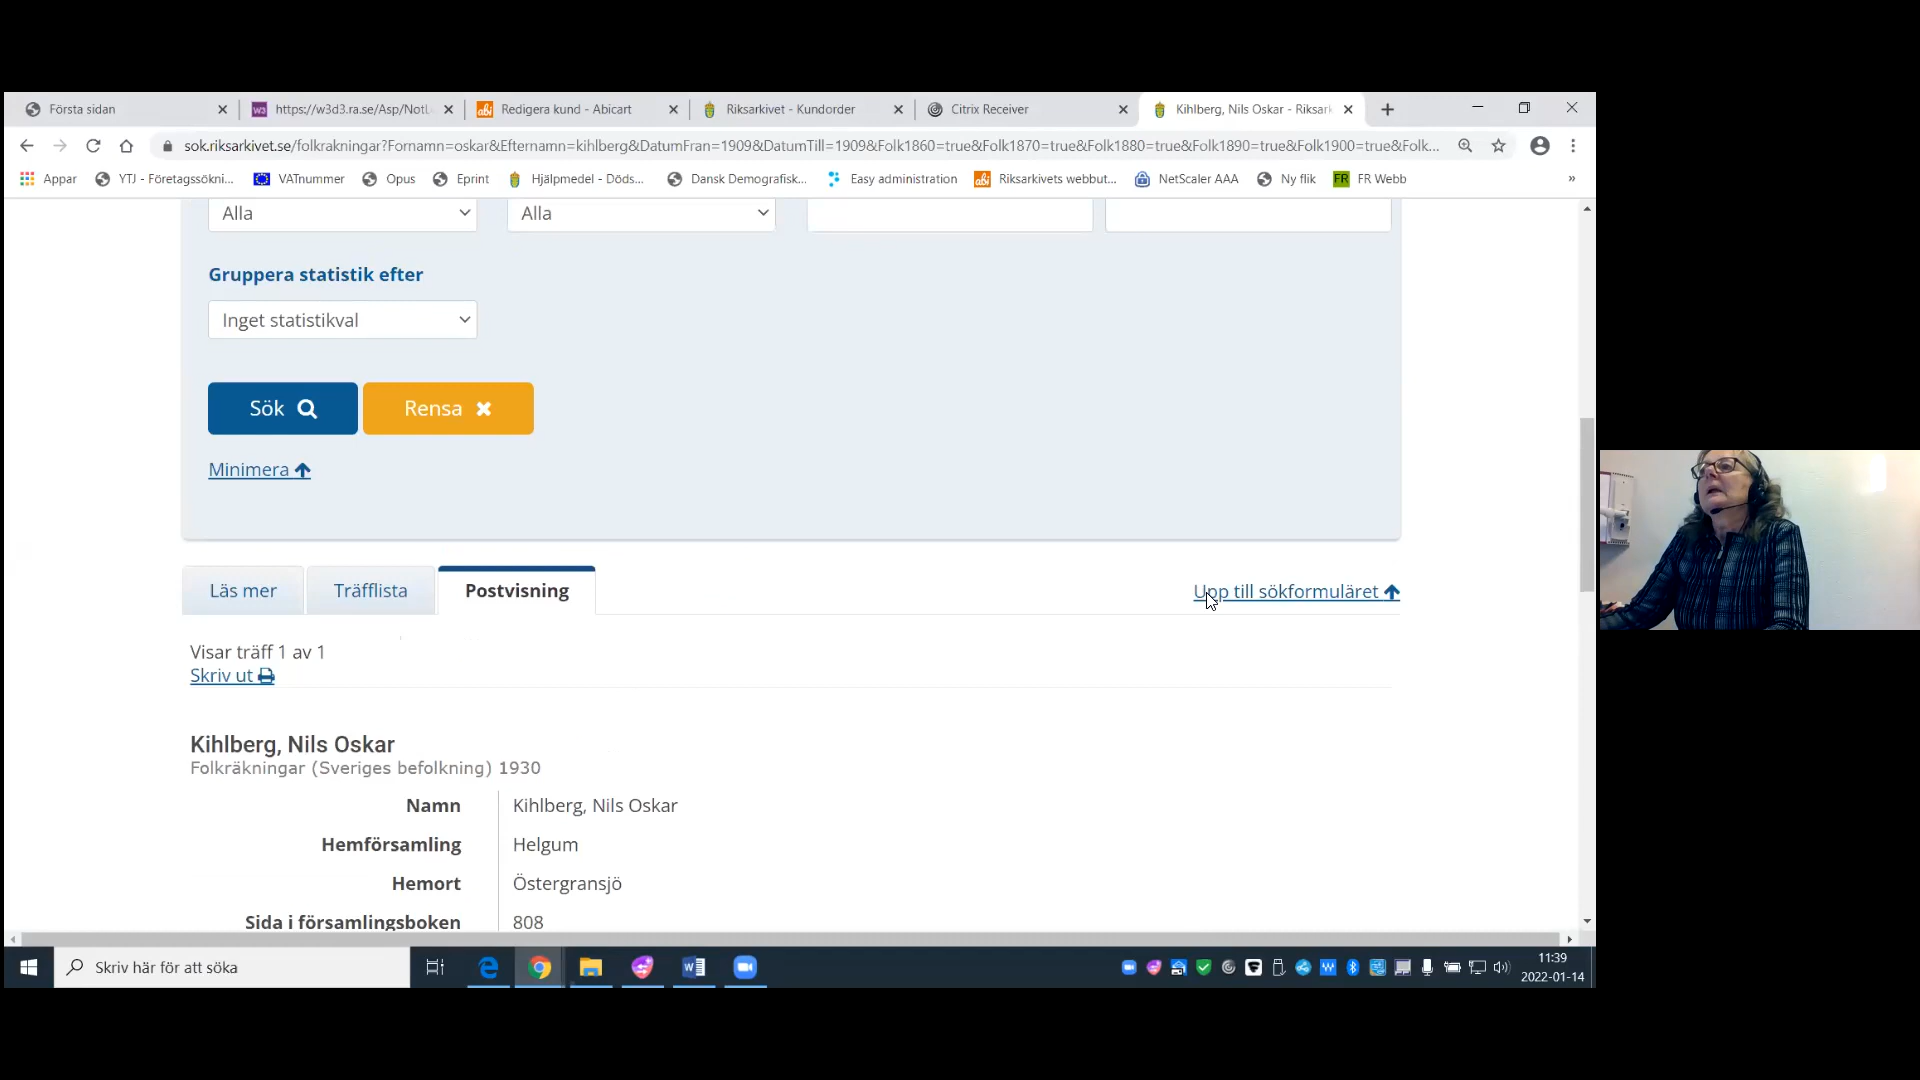 Första sidan
https://w3d3.ra.se/Asp/NotL
Redigera kund - Abicart
Riksarkivet - Kundorder
Citrix Receiver
Kihlberg, Nils Oskar - Riksark
sok.riksarkivet.se/folkrakningar?Fornamn=oskar&Efternamn=kihlberg&DatumFran=1909&DatumTill=1909&Folk1860=true&Folk1870=true&Folk1880=true&Folk1890=true&Folk1900=true&Folk...
Appar
YTJ - Företagssökni...
VATnummer
Opus
Eprint
Hjälpmedel - Döds...
Dansk Demografisk...
Easy administration
abi
Riksarkivets webbut...
NetScaler AAA
Ny flik
FR
FR Webb
»
Alla
Alla
Gruppera statistik efter
Inget statistikval
Sök
Rensa
Minimera
Läs mer
Träfflista
Postvisning
Upp till sökformuläret
Visar träff 1 av 1
Skriv ut
Kihlberg, Nils Oskar
Folkräkningar (Sveriges befolkning) 1930
Namn
Kihlberg, Nils Oskar
Hemförsamling
Helgum
Hemort
Östergransjö
Sida i församlingsboken
808
Skriv här för att söka
11:39
2022-01-14